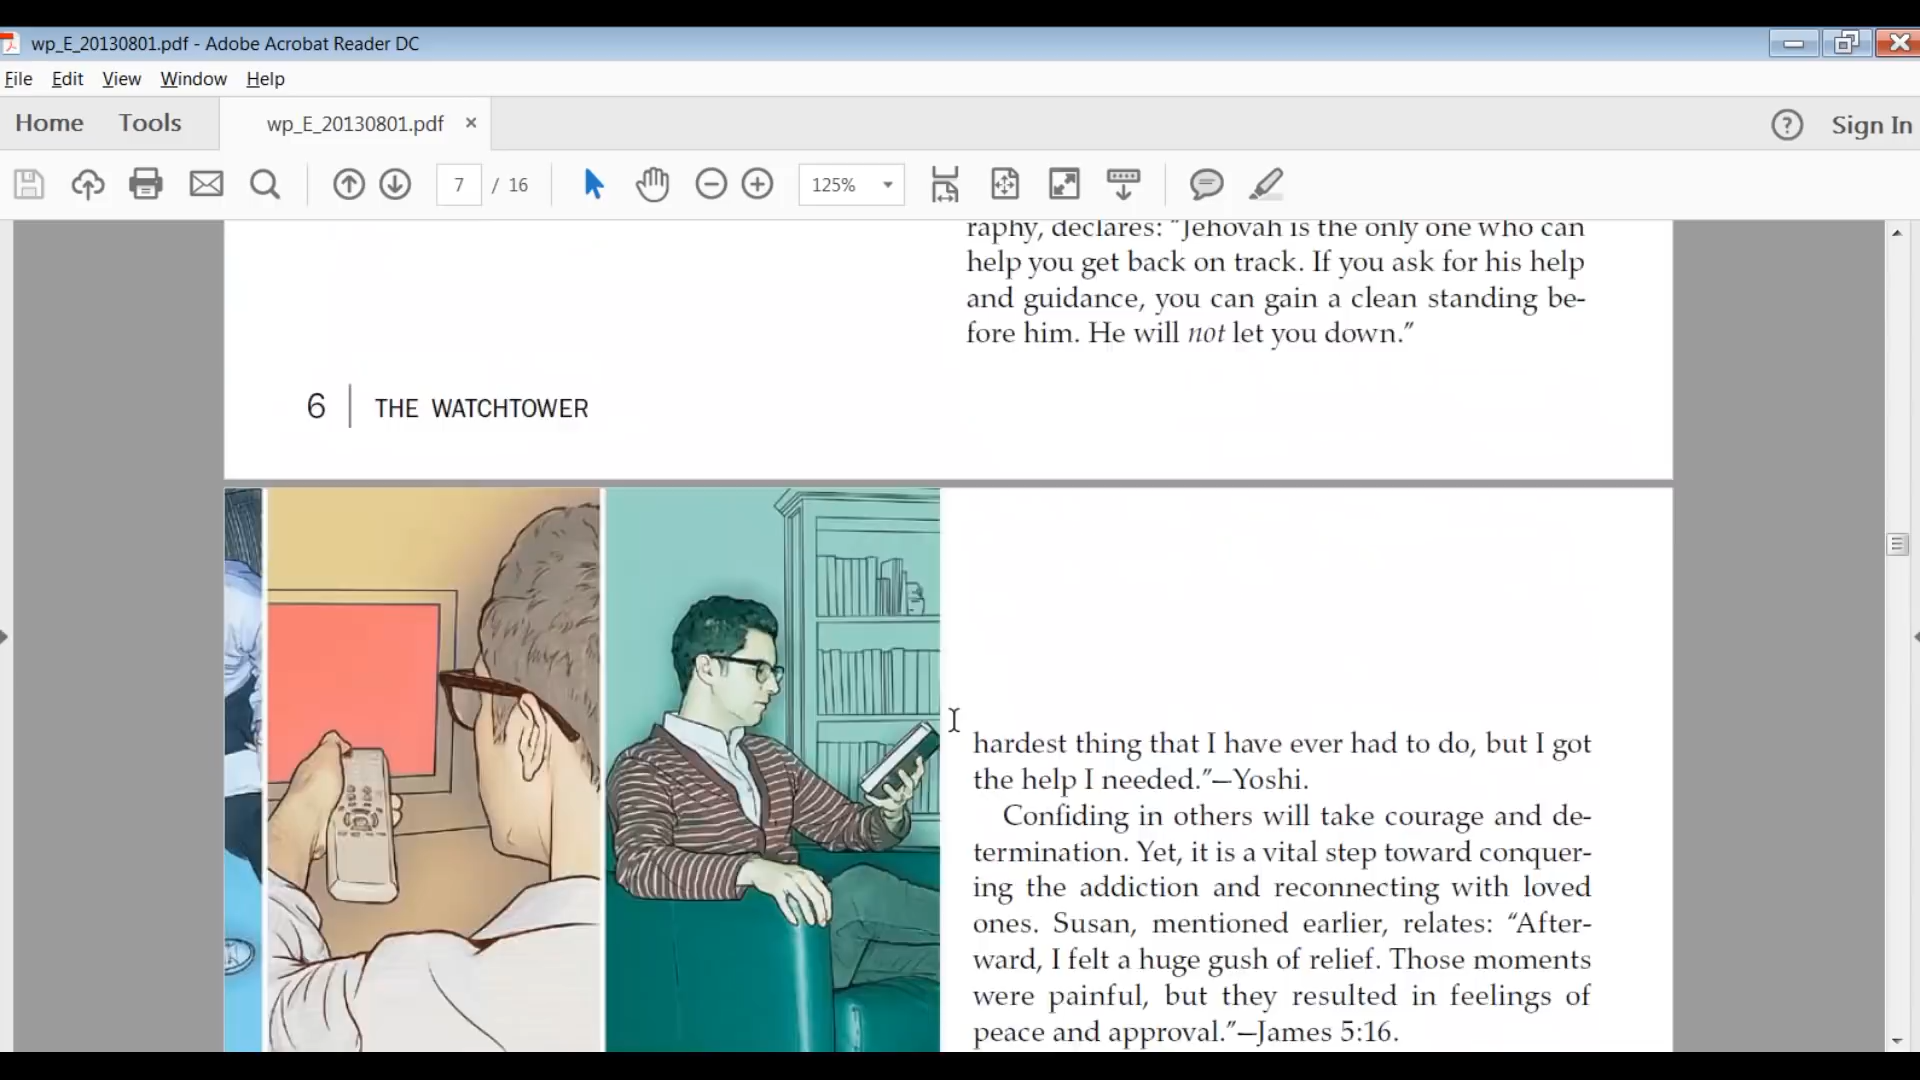 wp_E_20130801.pdf - Adobe Acrobat Reader DC
File Edit View Window Help
Home Tools wp_E_20130801.pdf × ? Sign In
7 / 16 125%
raphy, declares: “Jehovah is the only one who can
help you get back on track. If you ask for his help
and guidance, you can gain a clean standing be-
fore him. He will not let you down.”
6 THE WATCHTOWER
hardest thing that I have ever had to do, but I got
the help I needed.”—Yoshi.
Confiding in others will take courage and de-
termination. Yet, it is a vital step toward conquer-
ing the addiction and reconnecting with loved
ones. Susan, mentioned earlier, relates: “After-
ward, I felt a huge gush of relief. Those moments
were painful, but they resulted in feelings of
peace and approval.”—James 5:16.